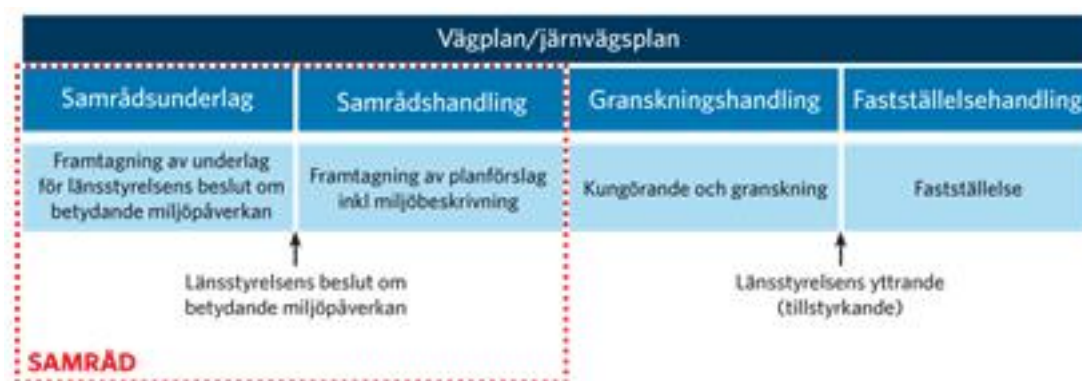 Vägplan/järnvägsplan
Samrådsunderlag
Samrådshandling
Granskningshandling
Fastställelsehandling
Framtagning av underlag
för länsstyrelsens beslut om
betydande miljöpåverkan
Framtagning av planförslag
inkl miljöbeskrivning
Kungörande och granskning
Fastställelse
Länsstyrelsens beslut om
betydande miljöpåverkan
Länsstyrelsens yttrande
(tillstyrkande)
SAMRÅD